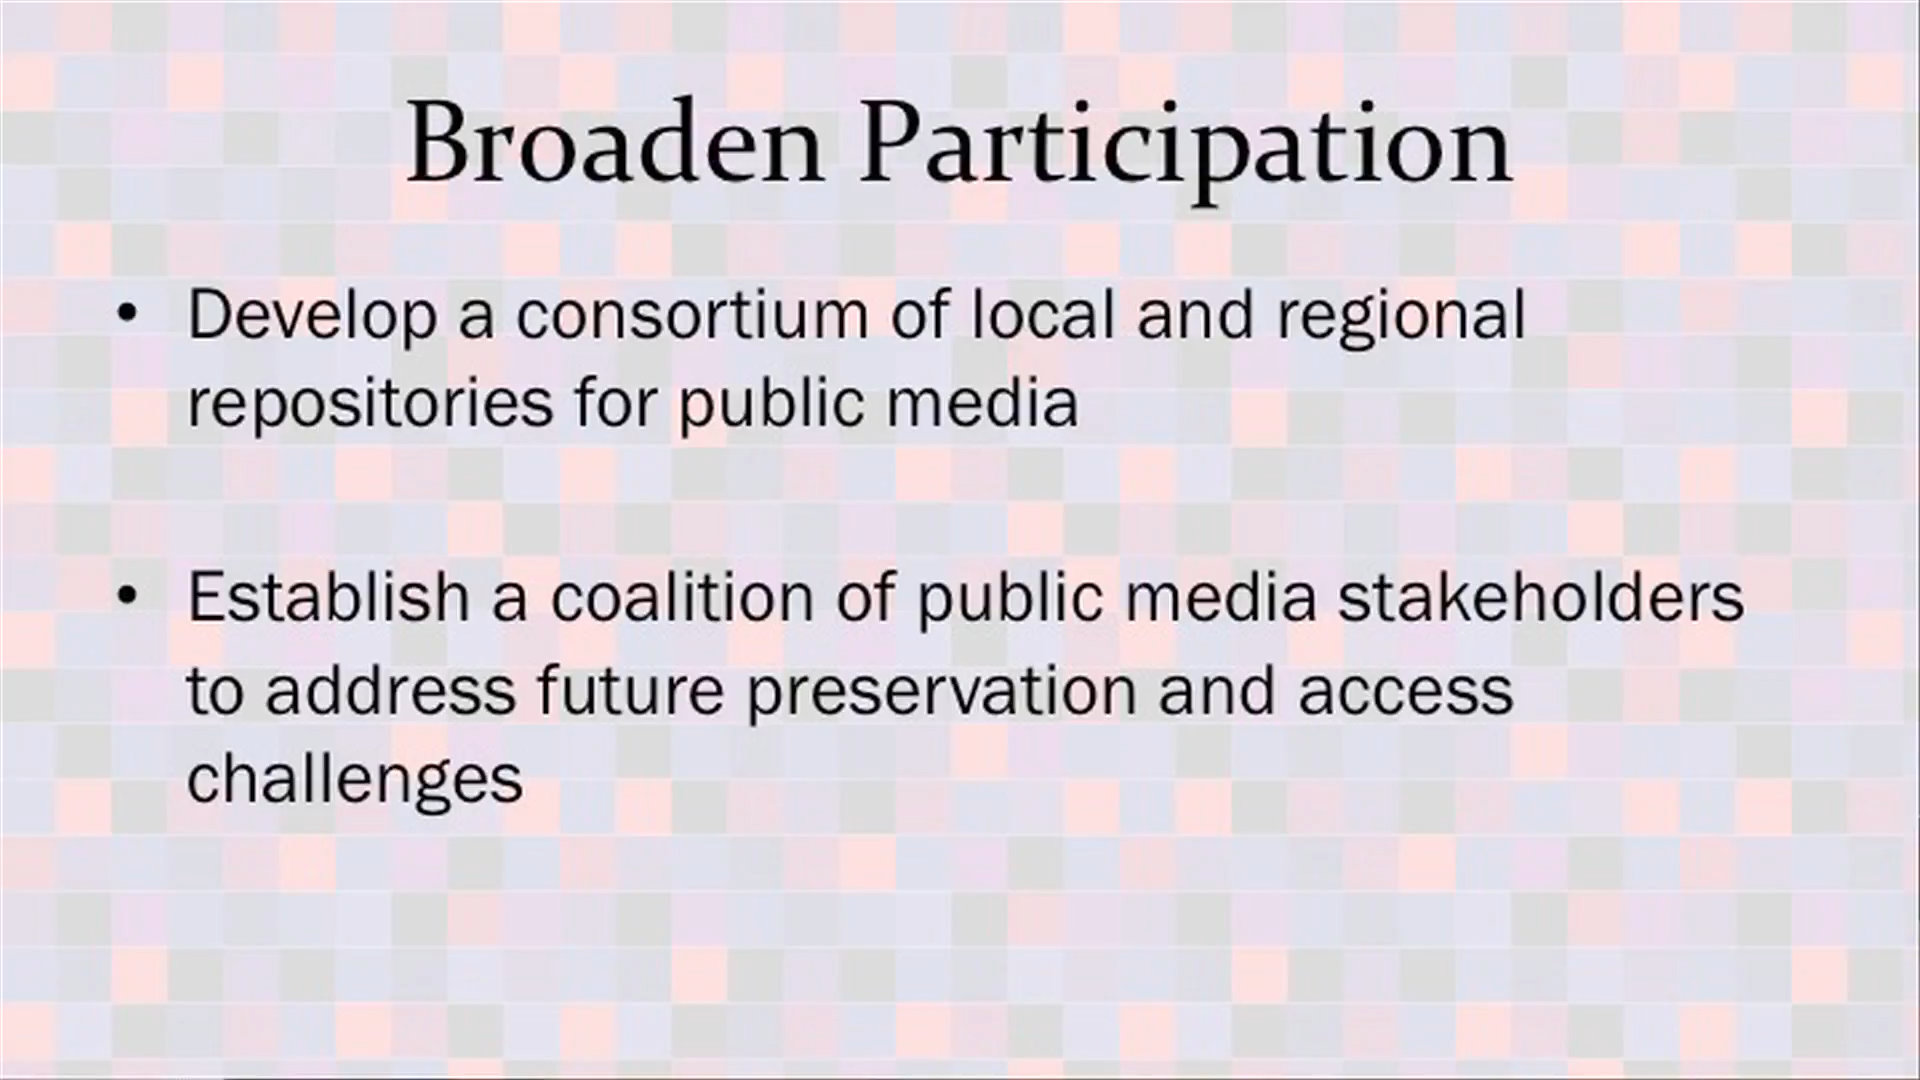 Broaden Participation
• Develop a consortium of local and regional
repositories for public media
• Establish a coalition of public media stakeholders
to address future preservation and access
challenges